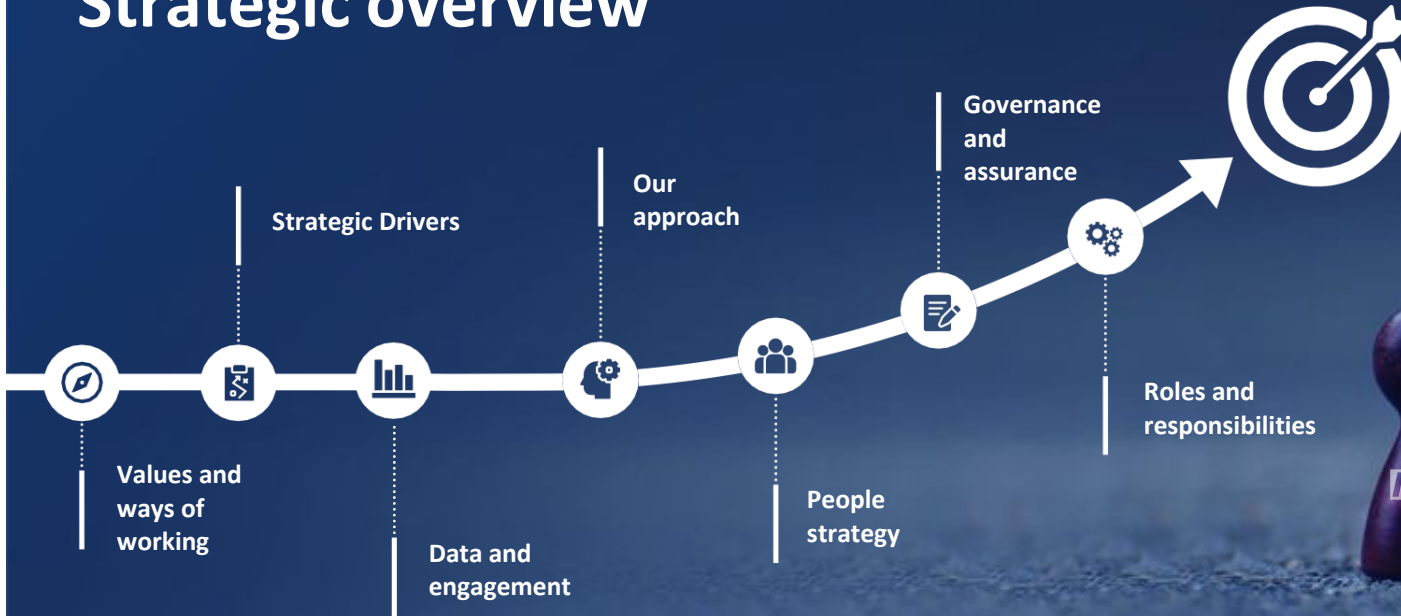 Strategic overview
Governance
and
assurance
Our
approach
Strategic Drivers
Roles and
responsibilities
Values and
ways of
working
People
strategy
Data and
engagement